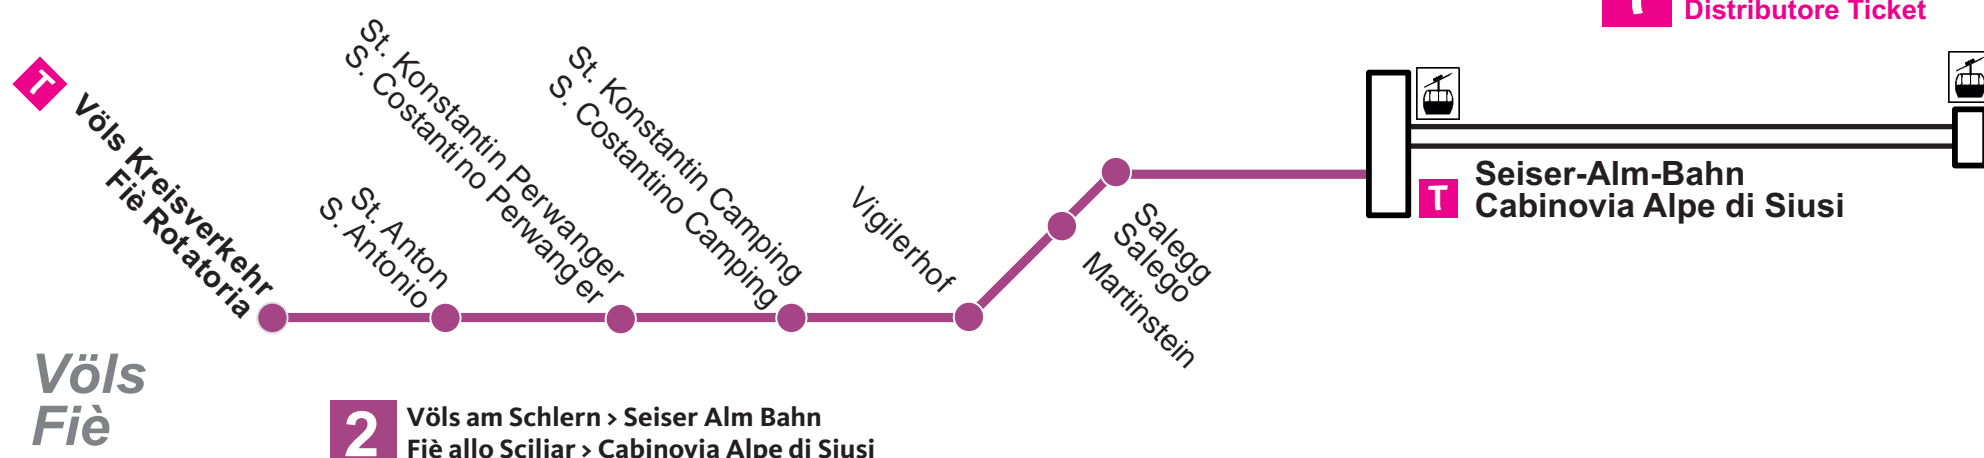 T
Distributore Ticket
T
Völs Kreisverkehr
Fiè Rotatoria
St. Anton
S. Antonio
St. Konstantin Perwanger
S. Costantino Perwanger
St. Konstantin Camping
S. Costantino Camping
Vigilerhof
Salegg
Salego
Martinstein
T
Seiser-Alm-Bahn
Cabinovia Alpe di Siusi
Völs
Fiè
2
Völs am Schlern > Seiser Alm Bahn
Fiè allo Sciliar > Cabinovia Alpe di Siusi